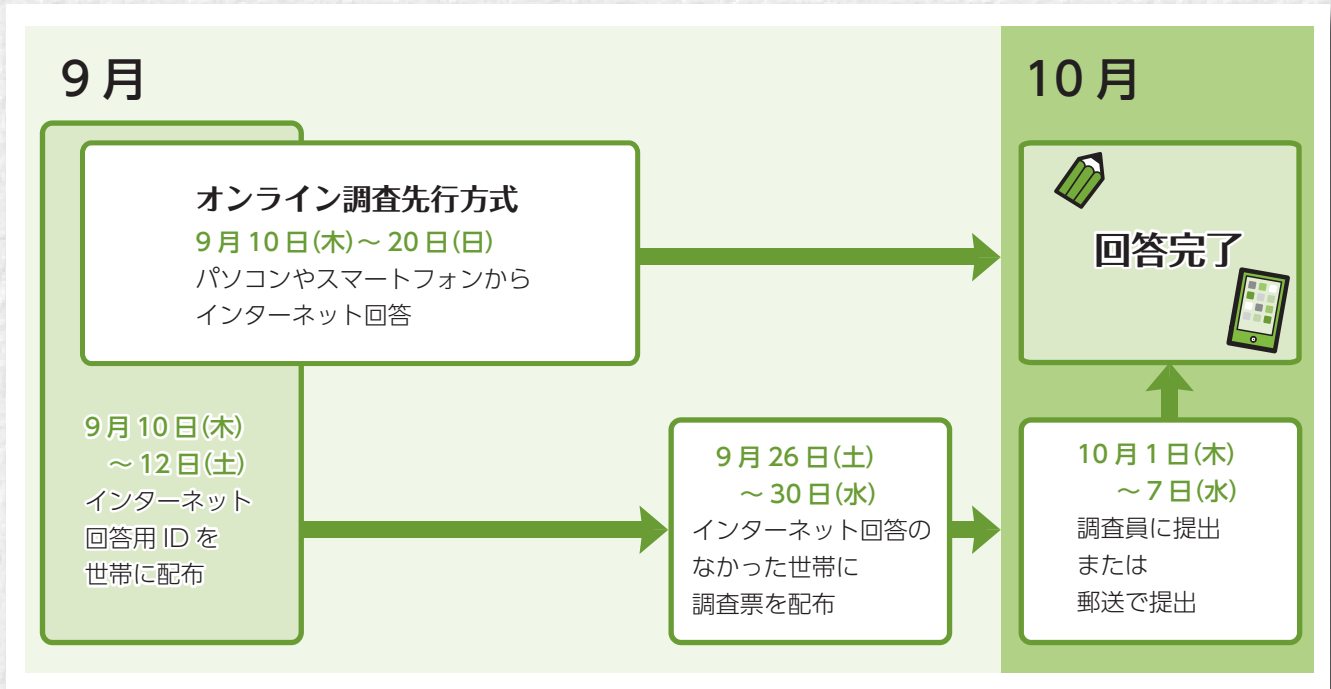 9月
オンライン調査先行方式
9月10日(木)～20日(日)
パソコンやスマートフォンから
インターネット回答
9月10日(木)
～12日(土)
インターネット
回答用IDを
世帯に配布
9月26日(土)
～30日(水)
インターネット回答の
なかった世帯に
調査票を配布
10月
回答完了
10月1日(木)
～7日(水)
調査員に提出
または
郵送で提出